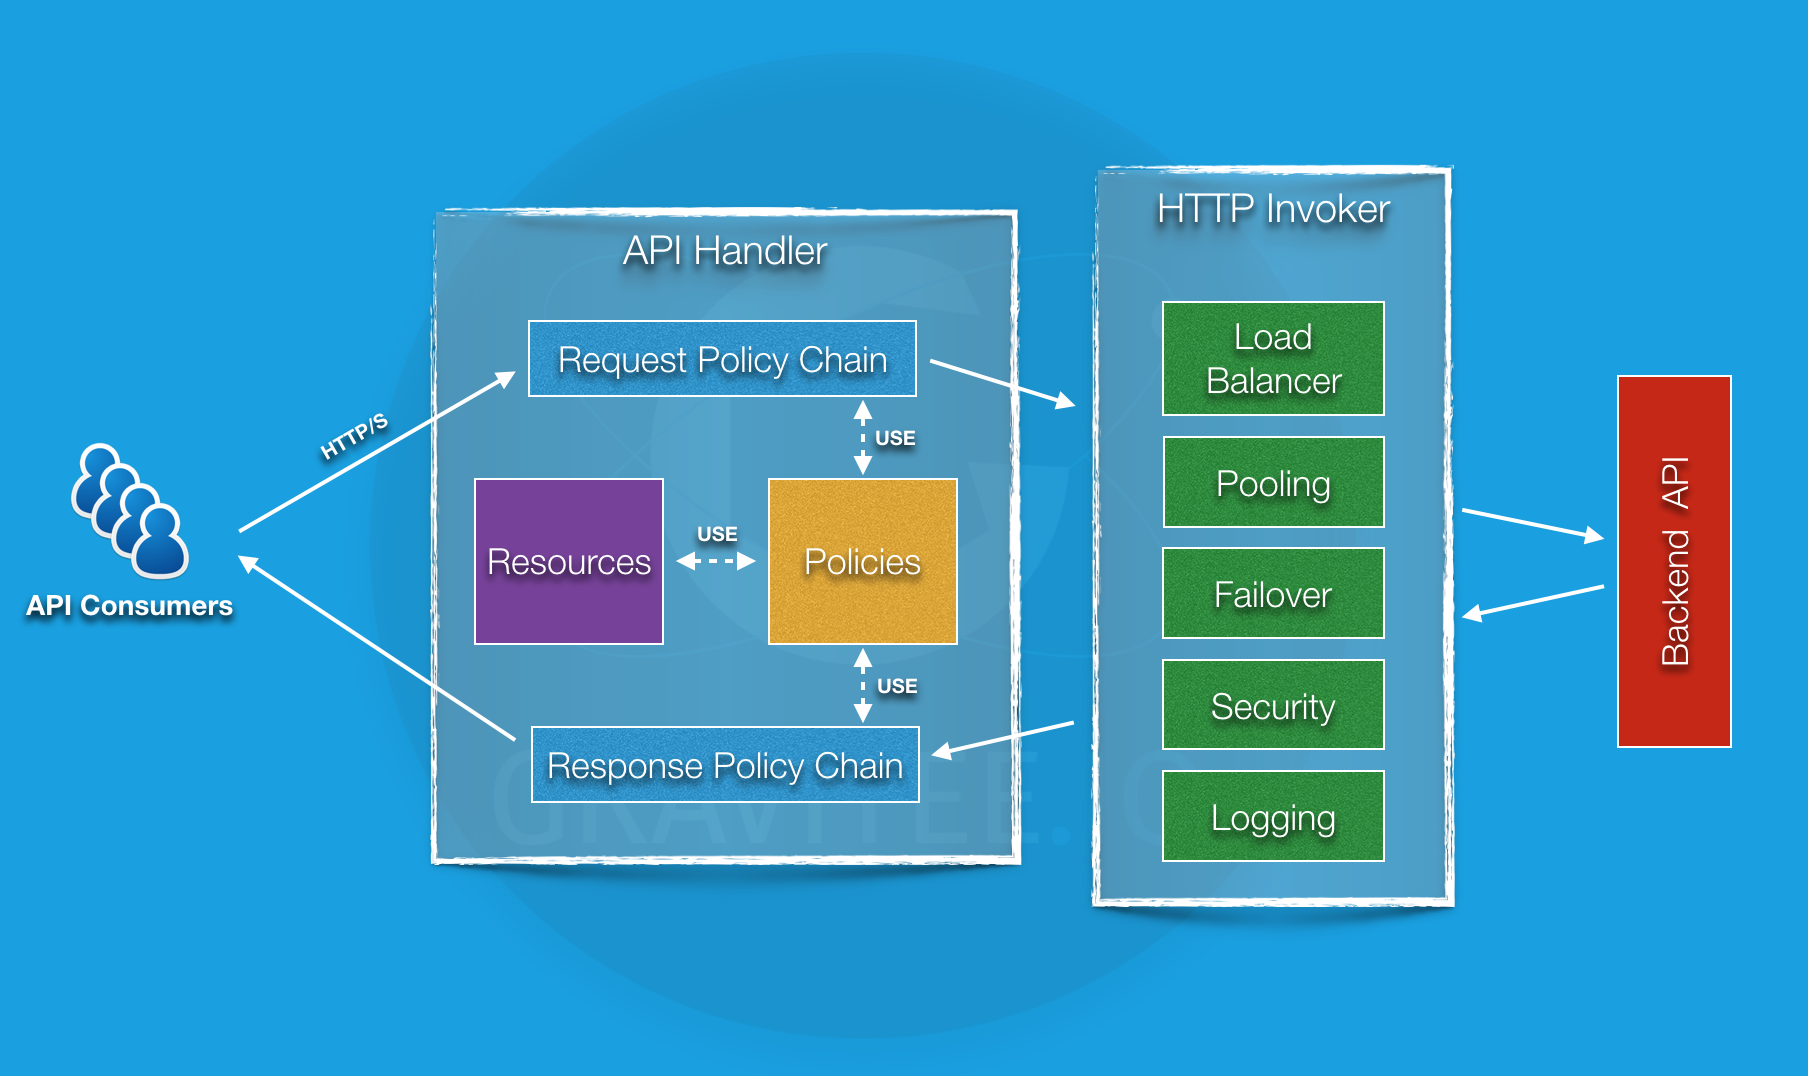 HTTP Invoker
API Handler
Load
Balancer
Request Policy Chain
HTTP/S
USE
Pooling
Resources
USE
Policies
Failover
API Consumers
Backend API
USE
Security
Response Policy Chain
Logging
GRAVITEE.IO